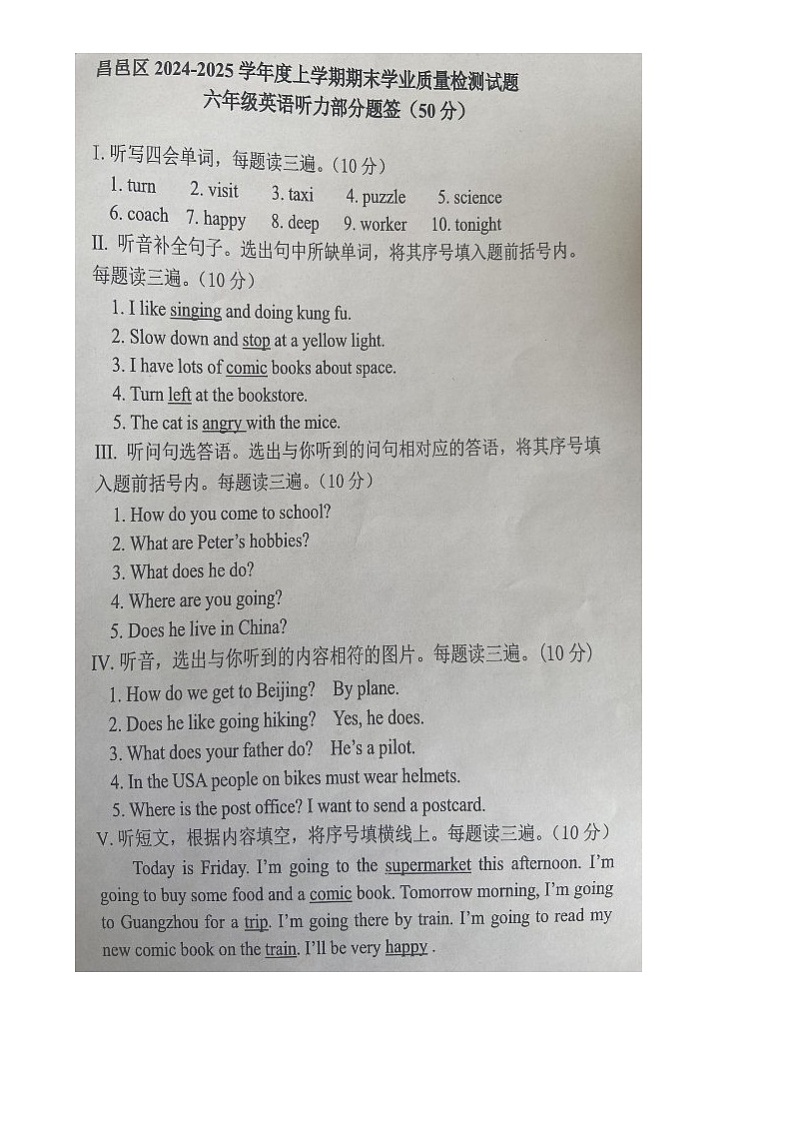 昌邑区 2024-2025 学年度上学期期末学业质量检测试题
六年级英语听力部分题签（50 分）
I. 听写四会单词，每题读三遍。（10 分）
1. turn 2. visit 3. taxi 4. puzzle 5. science
6. coach 7. happy 8. deep 9. worker 10. tonight
II. 听音补全句子。选出句中所缺单词，将其序号填入题前括号内。
每题读三遍。（10 分）
1. I like singing and doing kung fu.
2. Slow down and stop at a yellow light.
3. I have lots of comic books about space.
4. Turn left at the bookstore.
5. The cat is angry with the mice.
III. 听问句选答语。选出与你听到的问句相对应的答语，将其序号填
入题前括号内。每题读三遍。（10 分）
1. How do you come to school?
2. What are Peter's hobbies?
3. What does he do?
4. Where are you going?
5. Does he live in China?
IV. 听音，选出与你听到的内容相符的图片。每题读三遍。(10 分)
1. How do we get to Beijing? By plane.
2. Does he like going hiking? Yes, he does.
3. What does your father do? He's a pilot.
4. In the USA people on bikes must wear helmets.
5. Where is the post office? I want to send a postcard.
V. 听短文，根据内容填空，将序号填横线上。每题读三遍。（10 分）
Today is Friday. I'm going to the supermarket this afternoon. I'm
going to buy some food and a comic book. Tomorrow morning, I'm going
to Guangzhou for a trip. I'm going there by train. I'm going to read my
new comic book on the train. I'll be very happy .